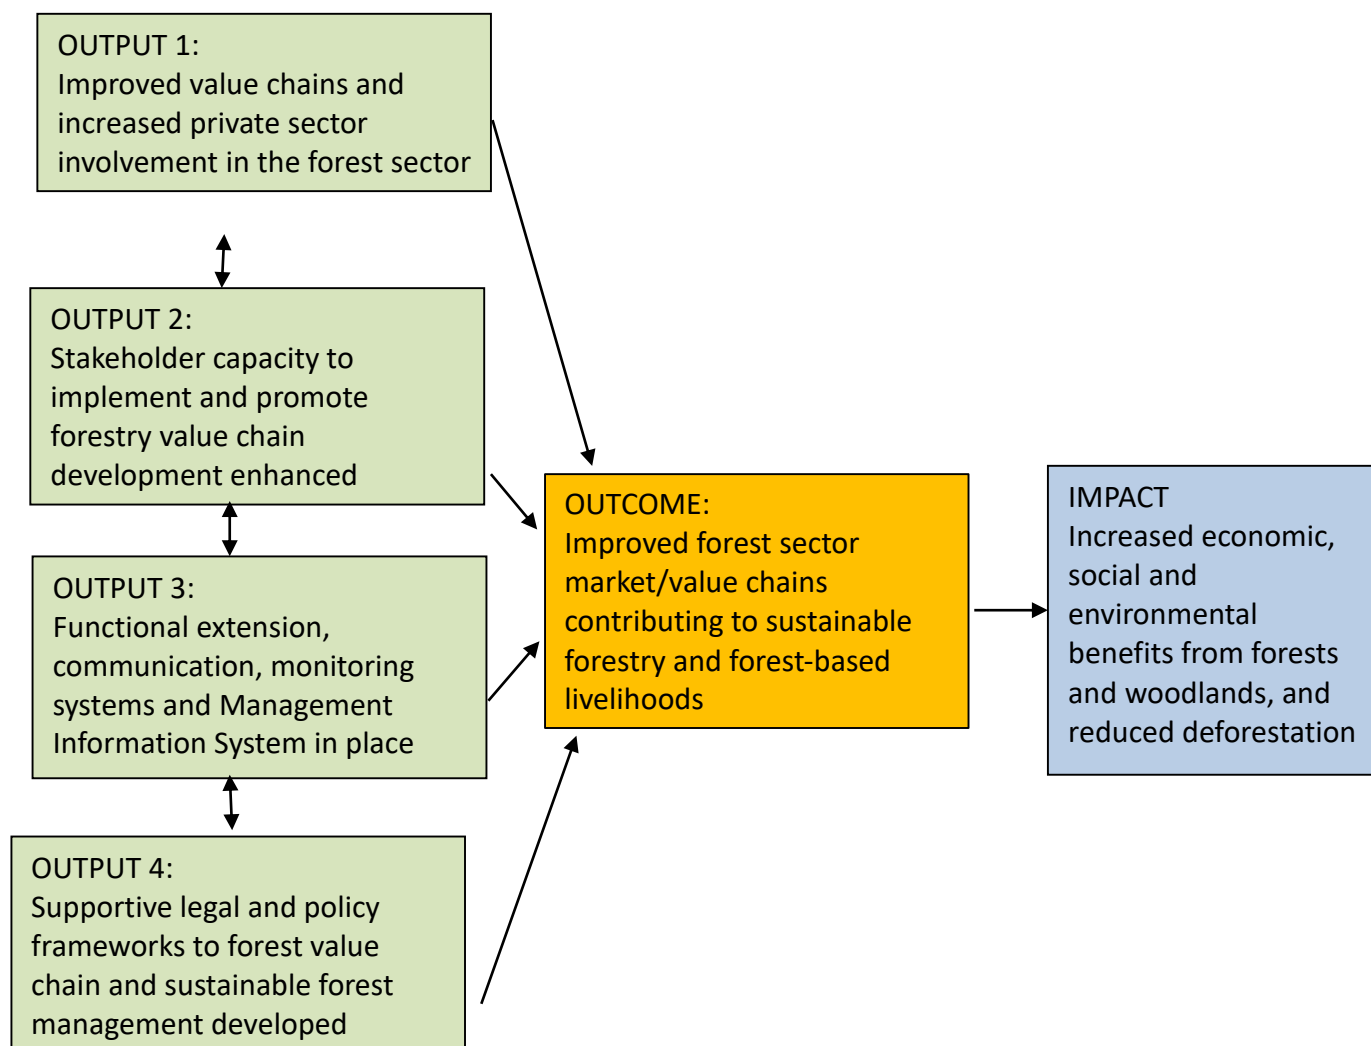 OUTPUT 1:
Improved value chains and
increased private sector
involvement in the forest sector
OUTPUT 2:
Stakeholder capacity to
implement and promote
forestry value chain
development enhanced
OUTPUT 3:
Functional extension,
communication, monitoring
systems and Management
Information System in place
OUTPUT 4:
Supportive legal and policy
frameworks to forest value
chain and sustainable forest
management developed
OUTCOME:
Improved forest sector
market/value chains
contributing to sustainable
forestry and forest-based
livelihoods
IMPACT
Increased economic,
social and
environmental
benefits from forests
and woodlands, and
reduced deforestation